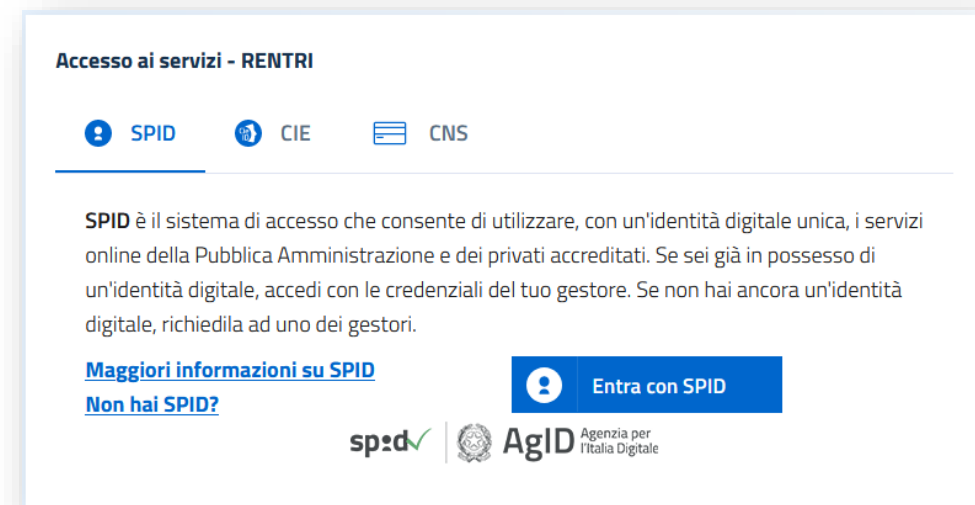 Accesso ai servizi - RENTRI
SPID CIE CNS
SPID è il sistema di accesso che consente di utilizzare, con un'identità digitale unica, i servizi
online della Pubblica Amministrazione e dei privati accreditati. Se sei già in possesso di
un'identità digitale, accedi con le credenziali del tuo gestore. Se non hai ancora un'identità
digitale, richiedila ad uno dei gestori.
Maggiori informazioni su SPID
Non hai SPID?
Entra con SPID
spid AgID Agenzia per
l'Italia Digitale